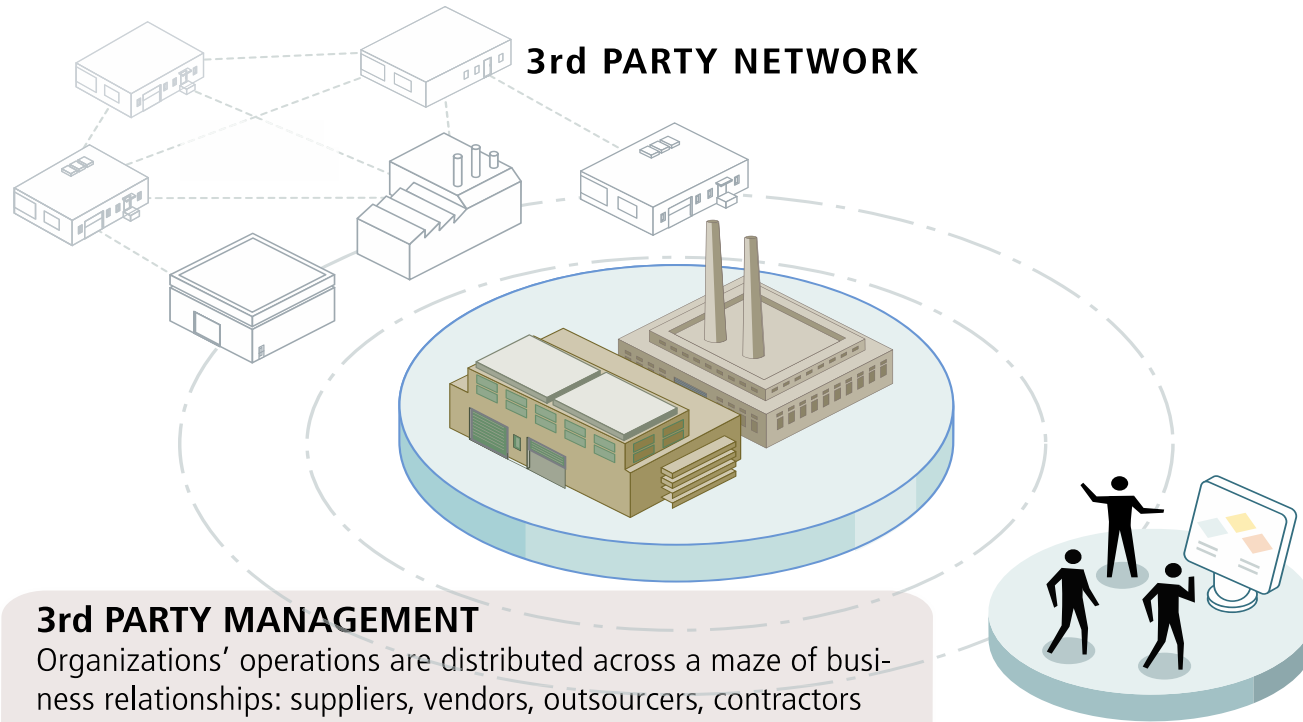 3rd PARTY NETWORK
3rd PARTY MANAGEMENT
Organizations’ operations are distributed across a maze of busi-
ness relationships: suppliers, vendors, outsourcers, contractors